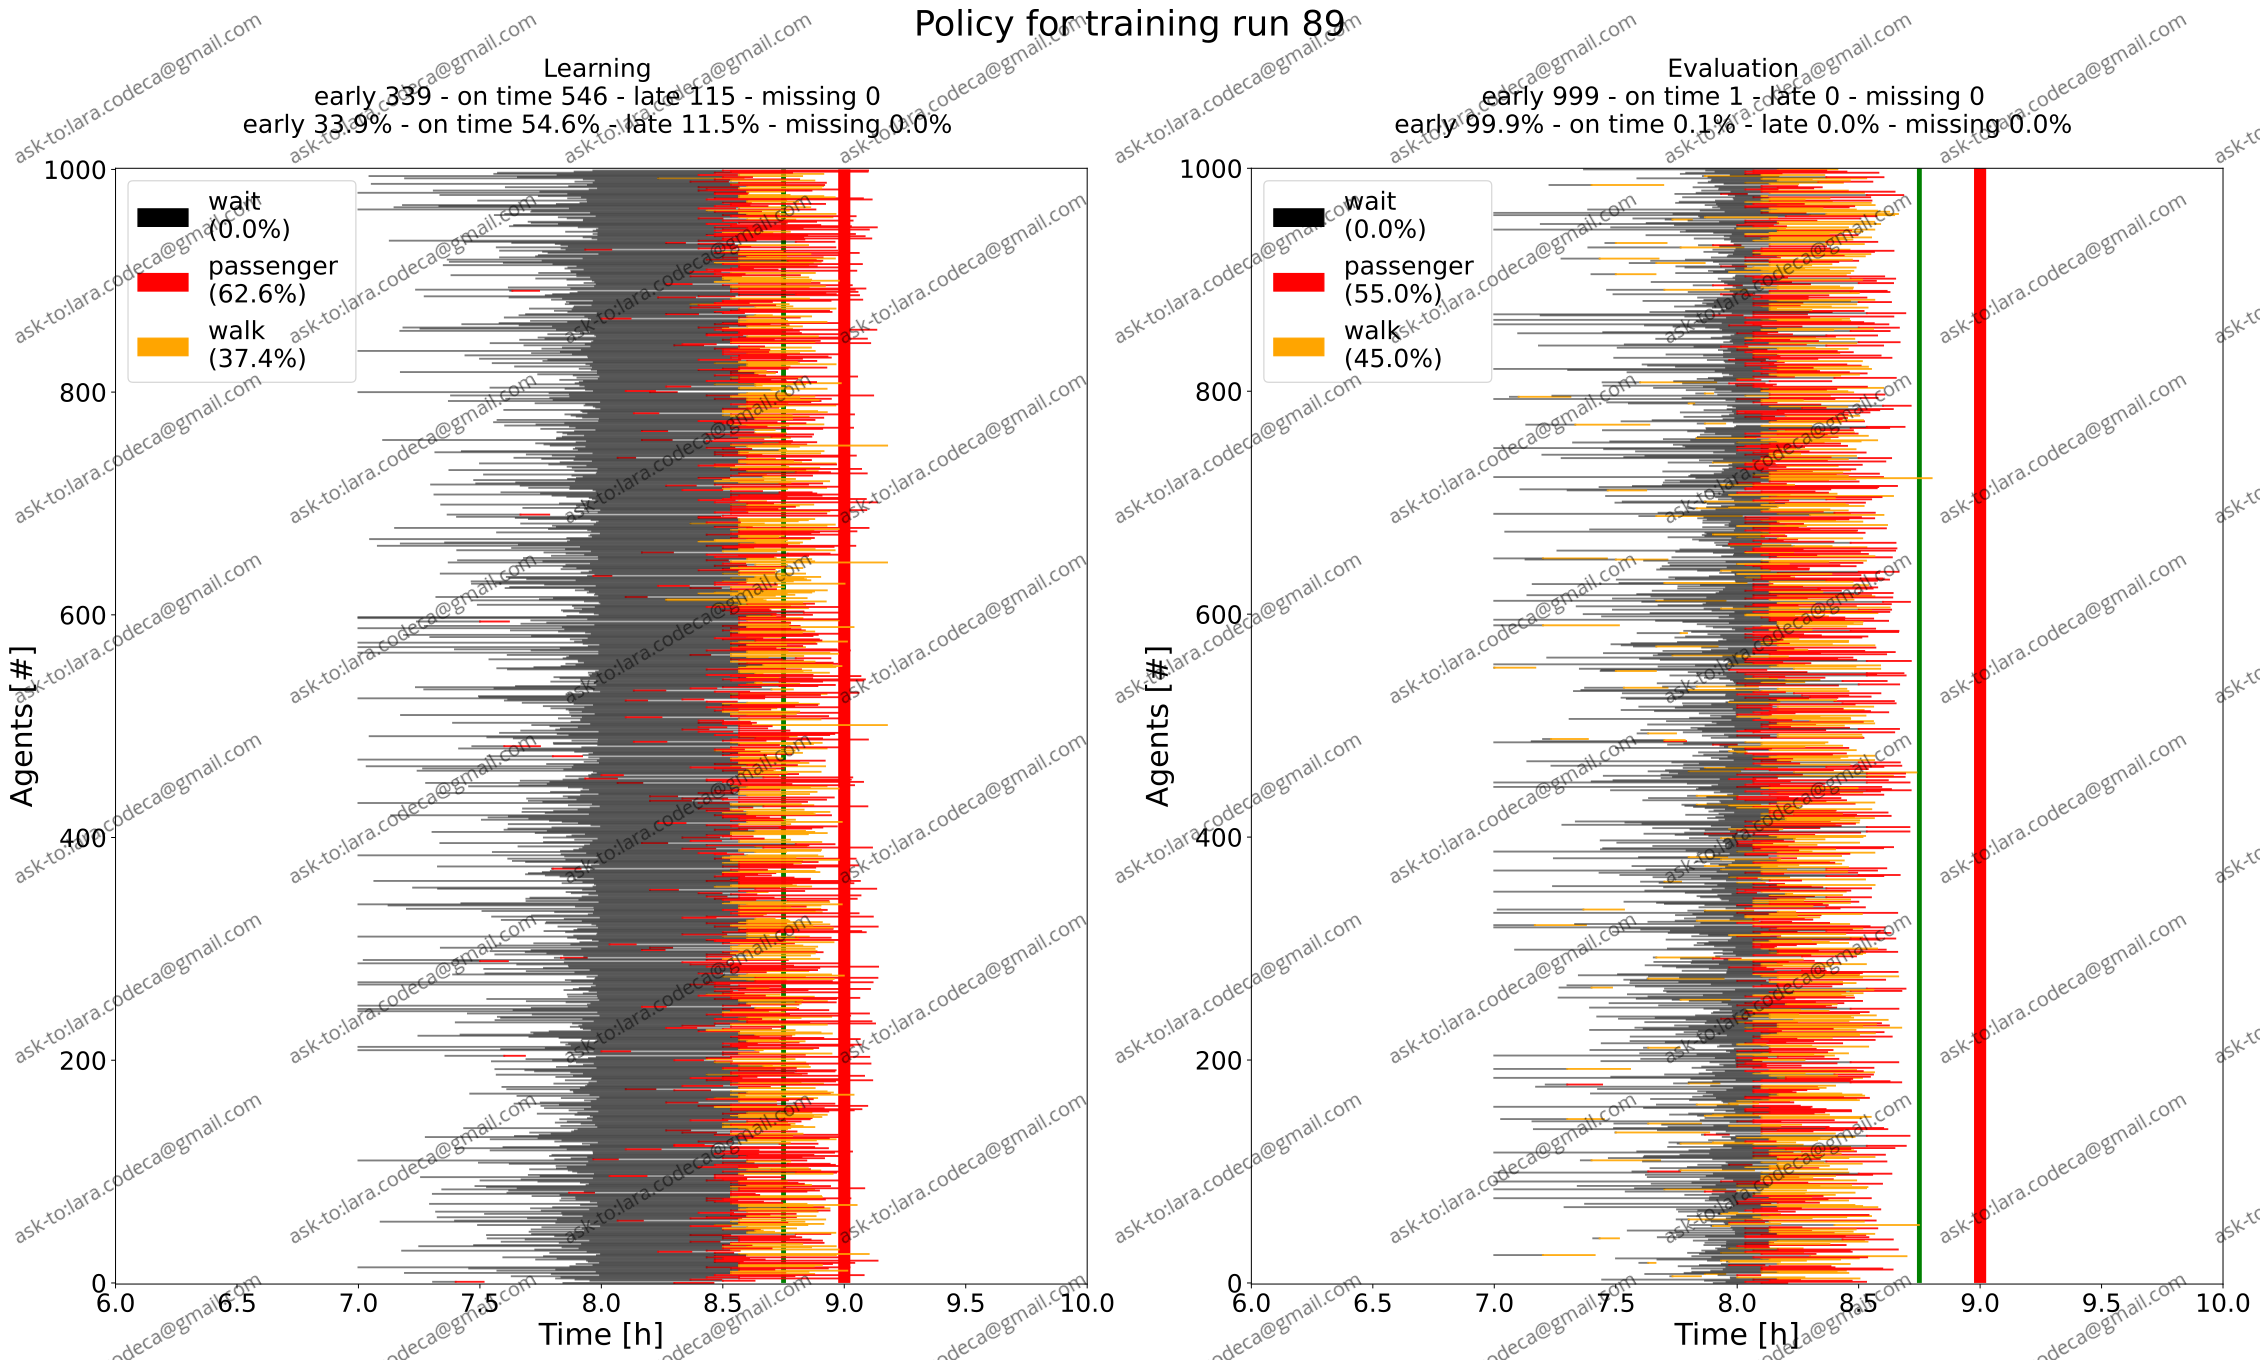 Policy for training run 89
Learning
early 339 - on time 546 - late 115 - missing 0
early 33.9% - on time 54.6% - late 11.5% - missing 0.0%
wait
(0.0%)
passenger
(62.6%)
walk
(37.4%)
1000
800
600
400
200
0
Agents [#]
6.0 6.5 7.0 7.5 8.0 8.5 9.0 9.5 10.0
Time [h]
Evaluation
early 999 - on time 1 - late 0 - missing 0
early 99.9% - on time 0.1% - late 0.0% - missing 0.0%
wait
(0.0%)
passenger
(55.0%)
walk
(45.0%)
1000
800
600
400
200
0
Agents [#]
6.0 6.5 7.0 7.5 8.0 8.5 9.0 9.5 10.0
Time [h]
ask-to:lara.codeca@gmail.com